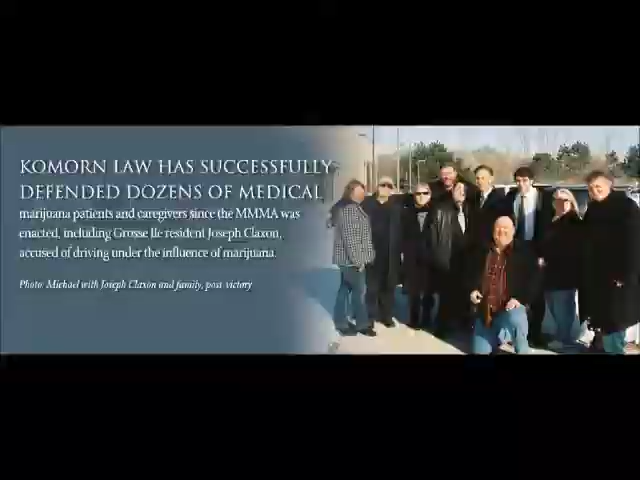 KOMORN LAW HAS SUCCESSFULLY
DEFENDED DOZENS OF MEDICAL
marijuana patients and caregivers since the MMMA was
enacted, including Grosse Ile resident Joseph Claxon,
accused of driving under the influence of marijuana.
Photo: Michael with Joseph Claxon and family, post victory